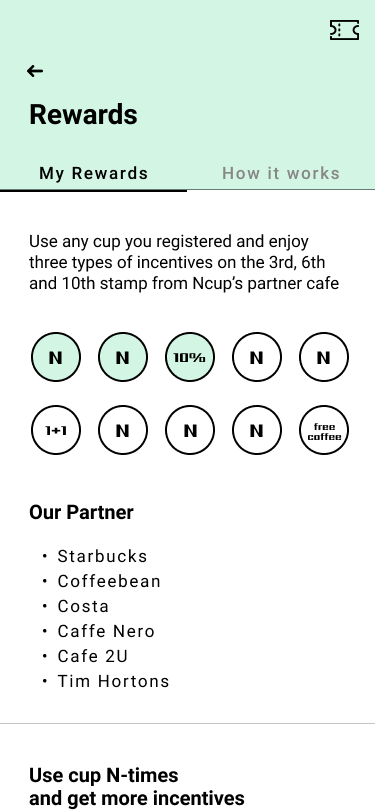 Rewards
My Rewards
How it works
Use any cup you registered and enjoy
three types of incentives on the 3rd, 6th
and 10th stamp from Ncup’s partner cafe
N N 10% N N
1+1 N N N free
coffee
Our Partner
• Starbucks
• Coffeebean
• Costa
• Caffe Nero
• Cafe 2U
• Tim Hortons
Use cup N-times
and get more incentives